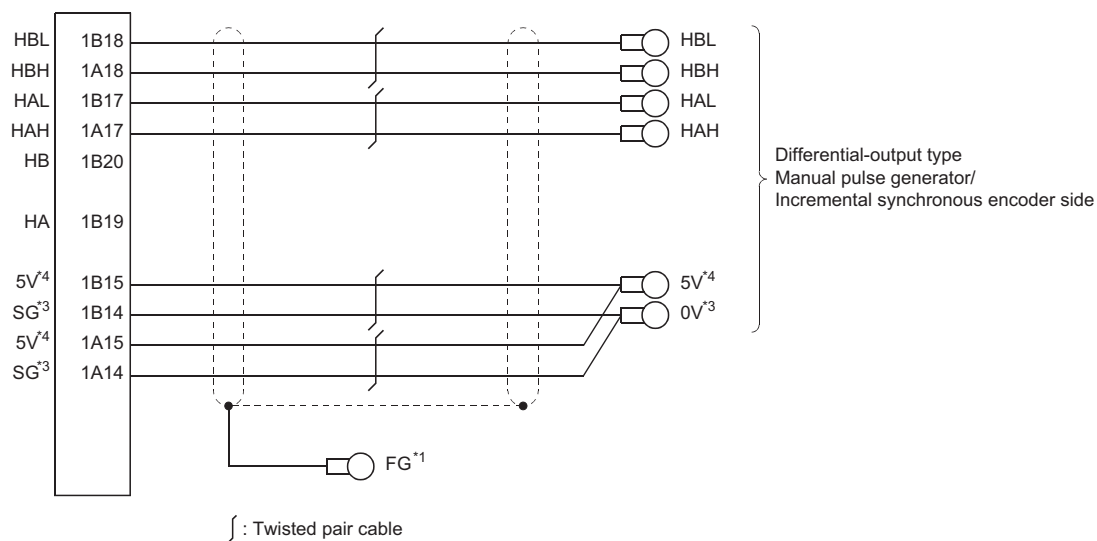 HBL 1B18 HBL
HBH 1A18 HBH
HAL 1B17 HAL
HAH 1A17 HAH
HB 1B20
Differential-output type
Manual pulse generator/
Incremental synchronous encoder side
HA 1B19
5V*4 1B15 5V*4
SG*3 1B14 0V*3
5V*4 1A15
SG*3 1A14
FG*1
: Twisted pair cable